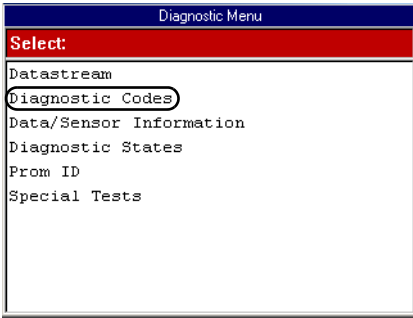 Diagnostic Menu
Select:
Datastream
Diagnostic Codes
Data/Sensor Information
Diagnostic States
Prom ID
Special Tests